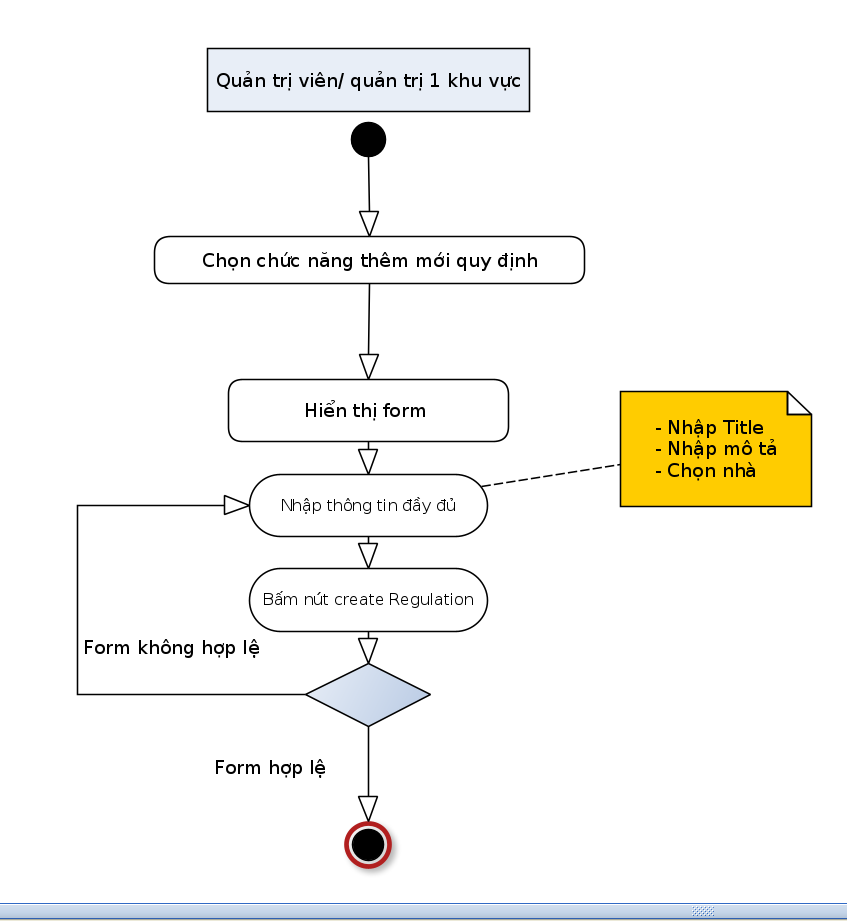 Quản trị viên/ quản trị 1 khu vực
Chọn chức năng thêm mới quy định
Hiển thị form
- Nhập Title
- Nhập mô tả
- Chọn nhà
Nhập thông tin đầy đủ
Bấm nút create Regulation
Form không hợp lệ
Form hợp lệ